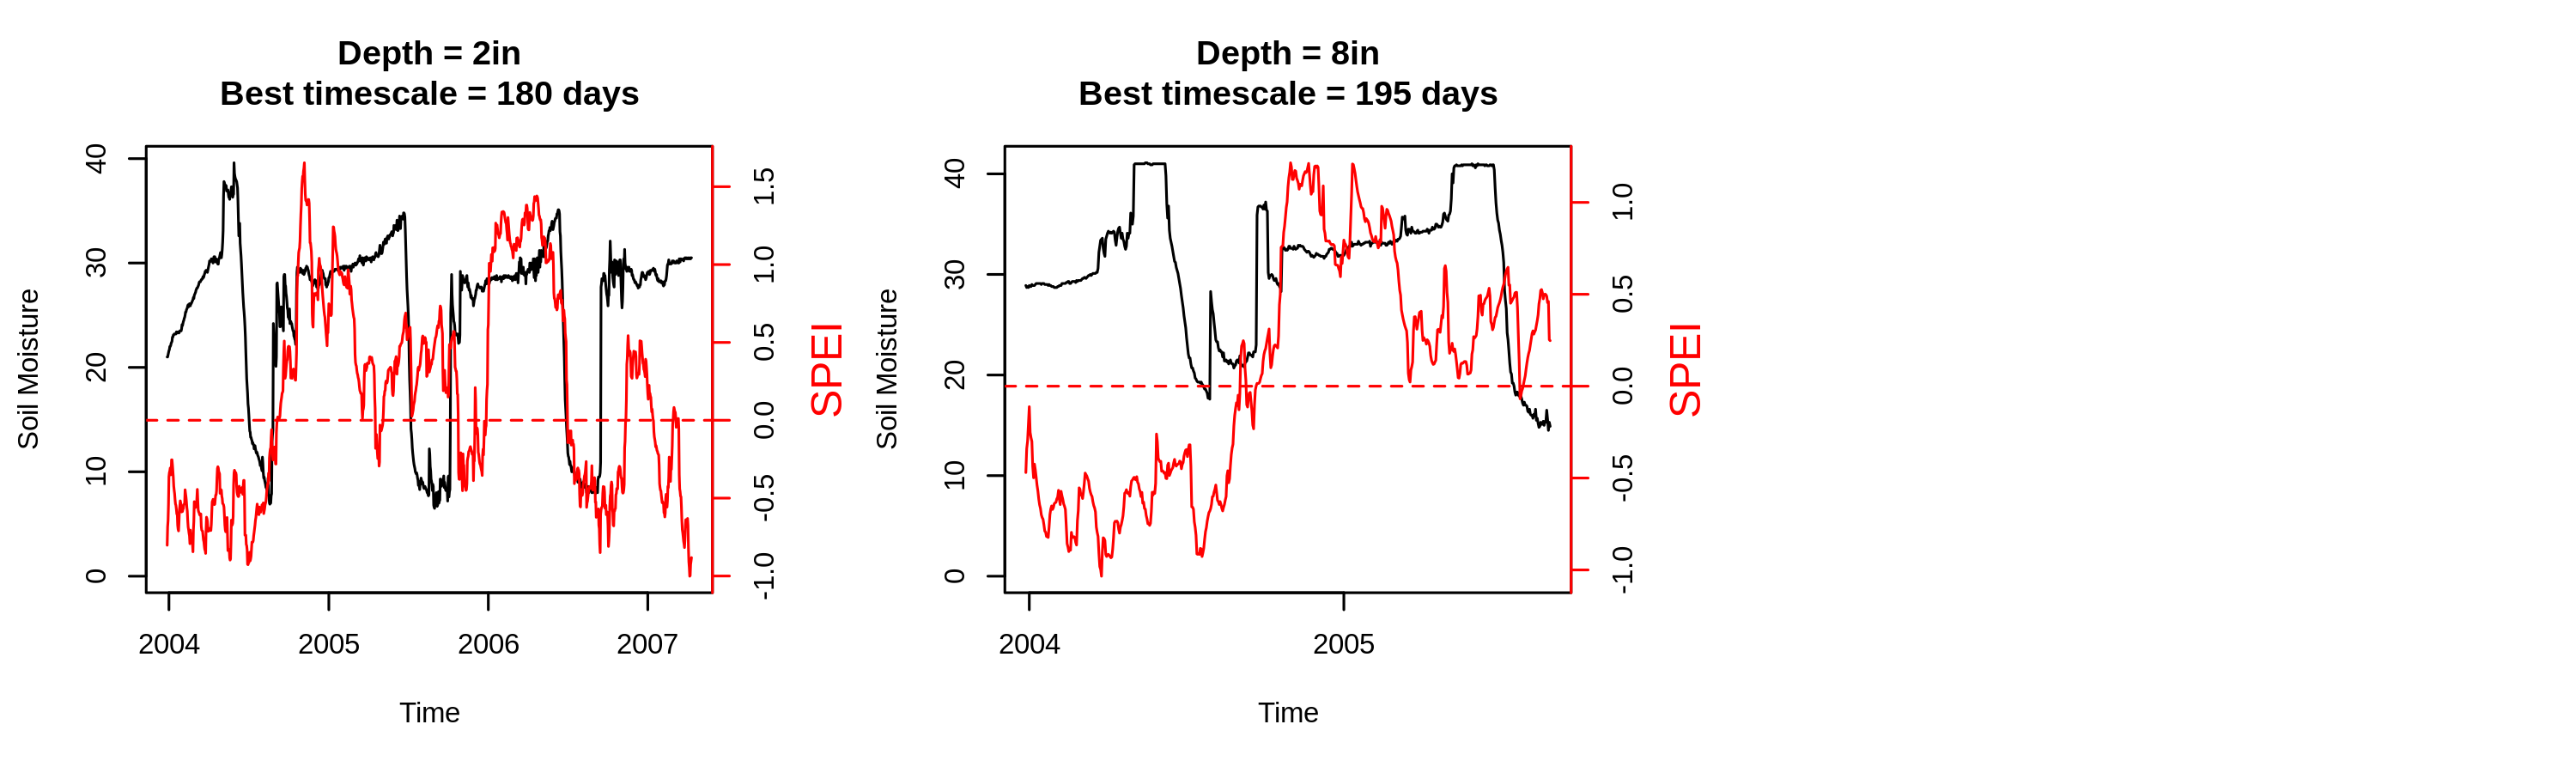 Depth = 2in
Best timescale = 180 days
Soil Moisture
0 10 20 30 40
-1.0 -0.5 0.0 0.5 1.0 1.5
SPEI
2004 2005 2006 2007
Time
Depth = 8in
Best timescale = 195 days
Soil Moisture
0 10 20 30 40
-1.0 -0.5 0.0 0.5 1.0
SPEI
2004 2005
Time